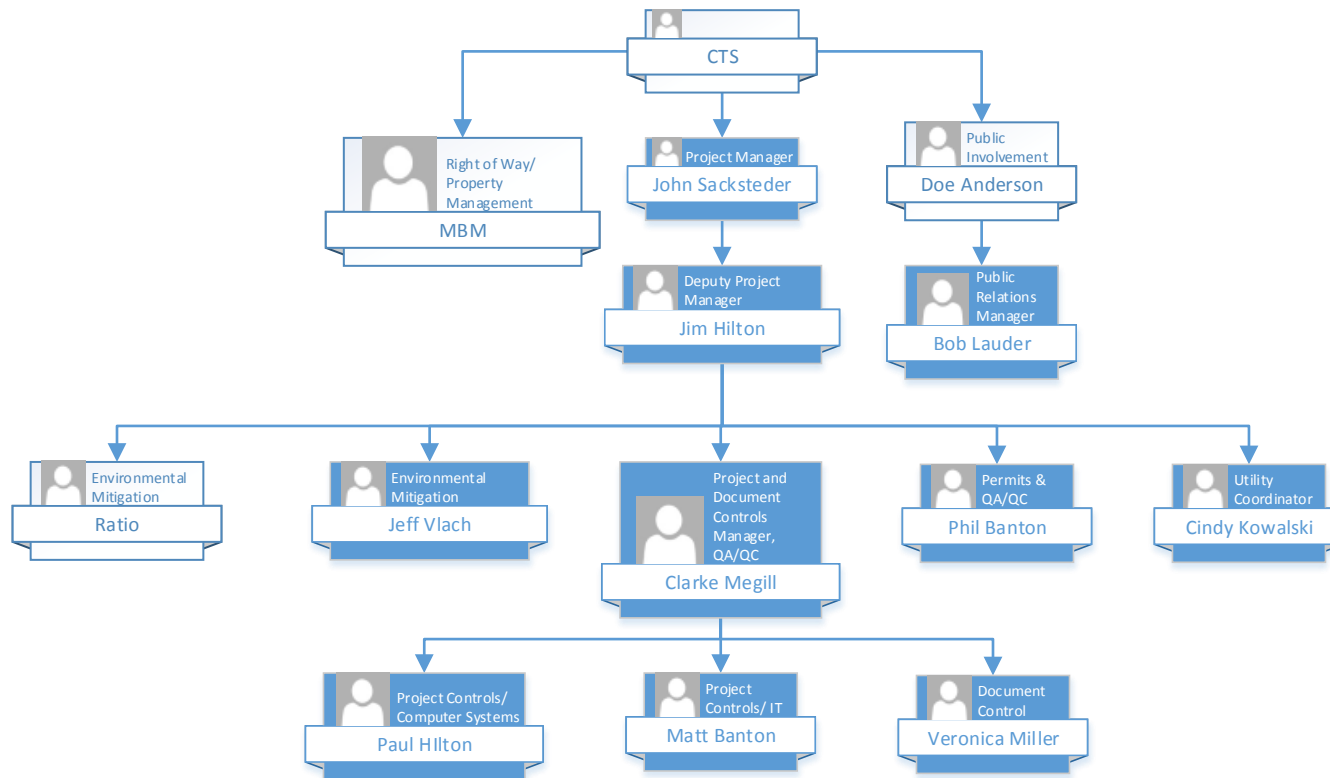 CTS
Right of Way/
Property
Management
MBM
Project Manager
John Sacksteder
Public
Involvement
Doe Anderson
Deputy Project
Manager
Jim Hilton
Public
Relations
Manager
Bob Lauder
Environmental
Mitigation
Ratio
Environmental
Mitigation
Jeff Vlach
Project and
Document
Controls
Manager,
QA/QC
Clarke Megill
Permits &
QA/QC
Phil Banton
Utility
Coordinator
Cindy Kowalski
Project Controls/
Computer Systems
Paul HIlton
Project
Controls/ IT
Matt Banton
Document
Control
Veronica Miller